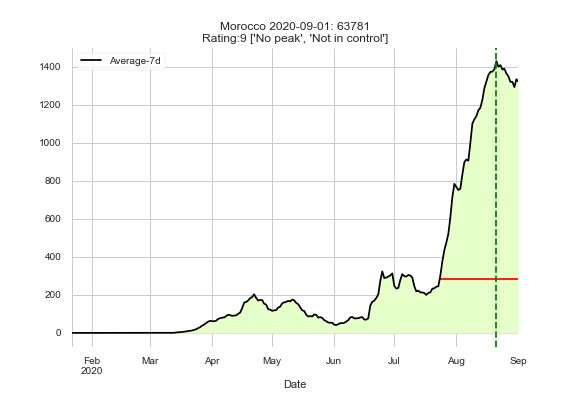 Morocco 2020-09-01: 63781
Rating:9 ['No peak', 'Not in control']
Average-7d
1400
1200
1000
800
600
400
200
0
Feb Mar Apr May Jun Jul Aug Sep
2020
Date